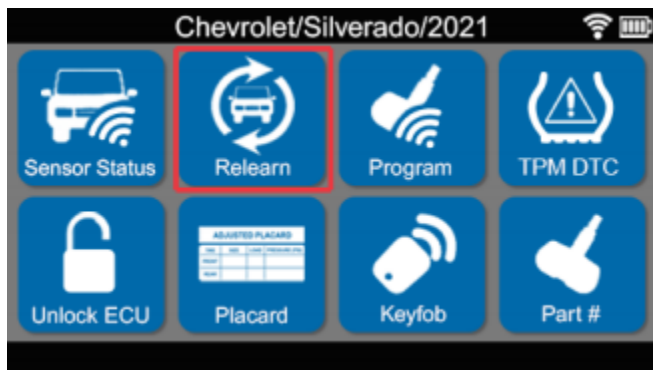 Chevrolet/Silverado/2021
Sensor Status
Relearn
Program
TPM DTC
ADJUSTED PLACARD
Unlock ECU
Placard
Keyfob
Part #